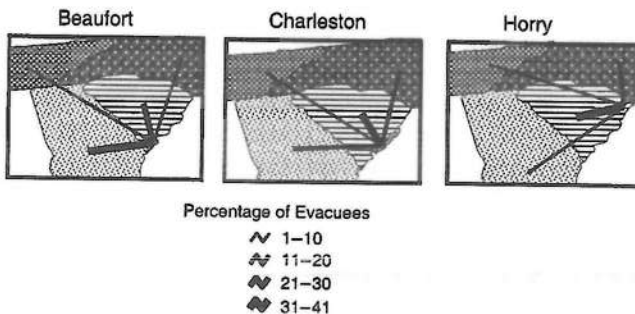 Beaufort Charleston Horry
Percentage of Evacuees
1–10
11–20
21–30
31–41